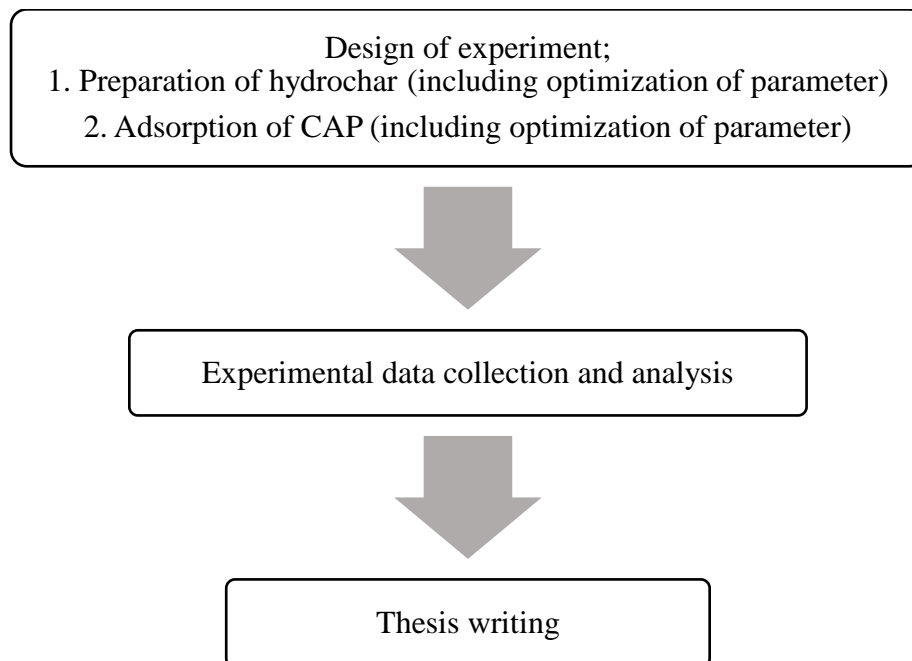 Design of experiment;
1. Preparation of hydrochar (including optimization of parameter)
2. Adsorption of CAP (including optimization of parameter)
Experimental data collection and analysis
Thesis writing